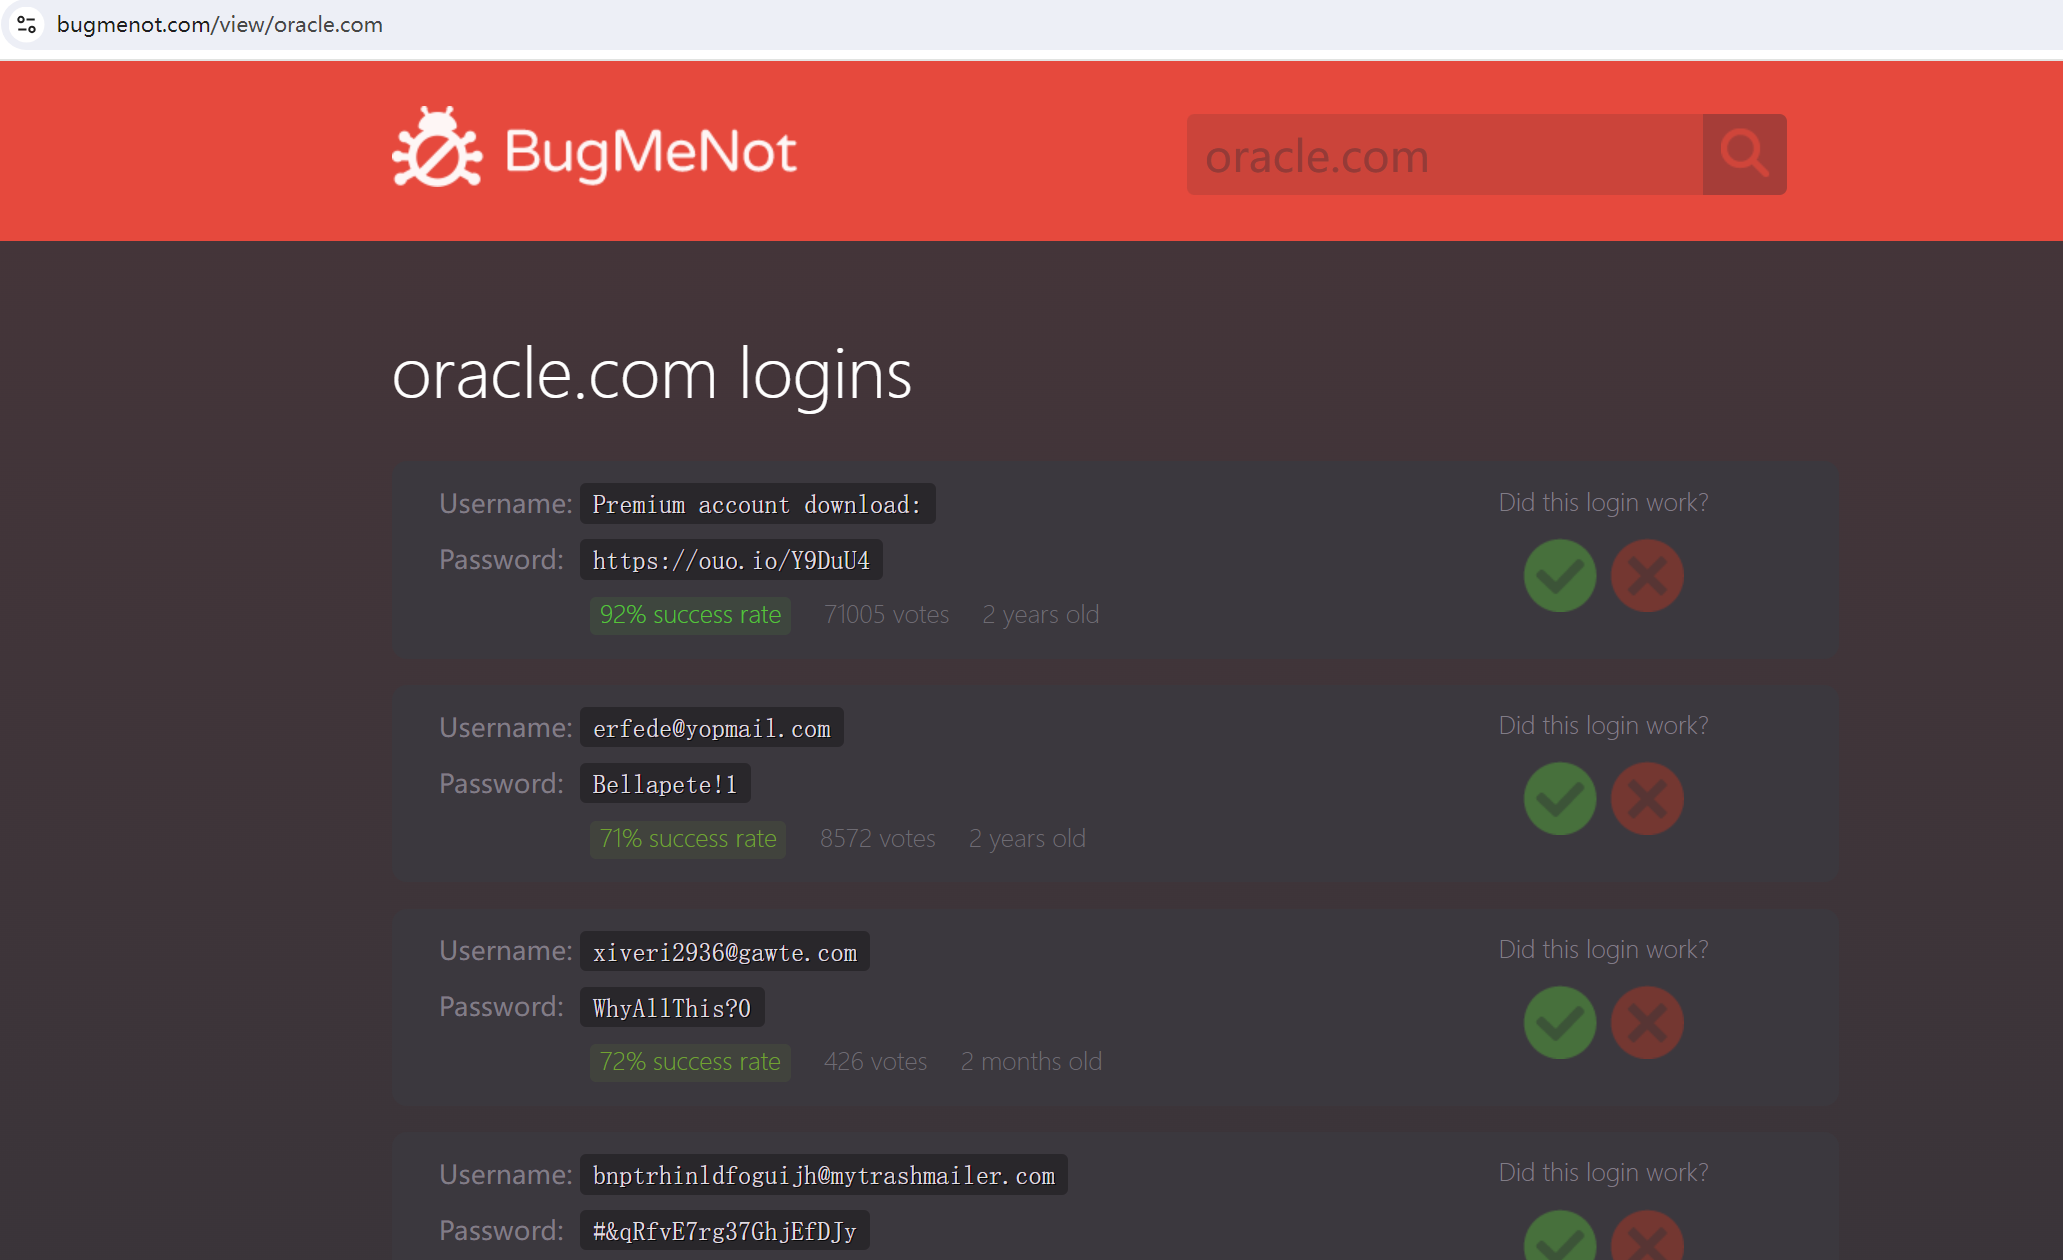 bugmenot.com/view/oracle.com
BugMeNot
oracle.com
oracle.com logins
Username: Premium account download:
Did this login work?
Password: https://ouo.io/Y9DuU4
92% success rate 71005 votes 2 years old
Username: erfede@yopmail.com
Did this login work?
Password: Bellapete!1
71% success rate 8572 votes 2 years old
Username: xiveri2936@gawte.com
Did this login work?
Password: WhyAllThis?0
72% success rate 426 votes 2 months old
Username: bnptrhinldfoguijh@mytrashmailer.com
Did this login work?
Password: #&qRfvE7rg37GhjEfDJy